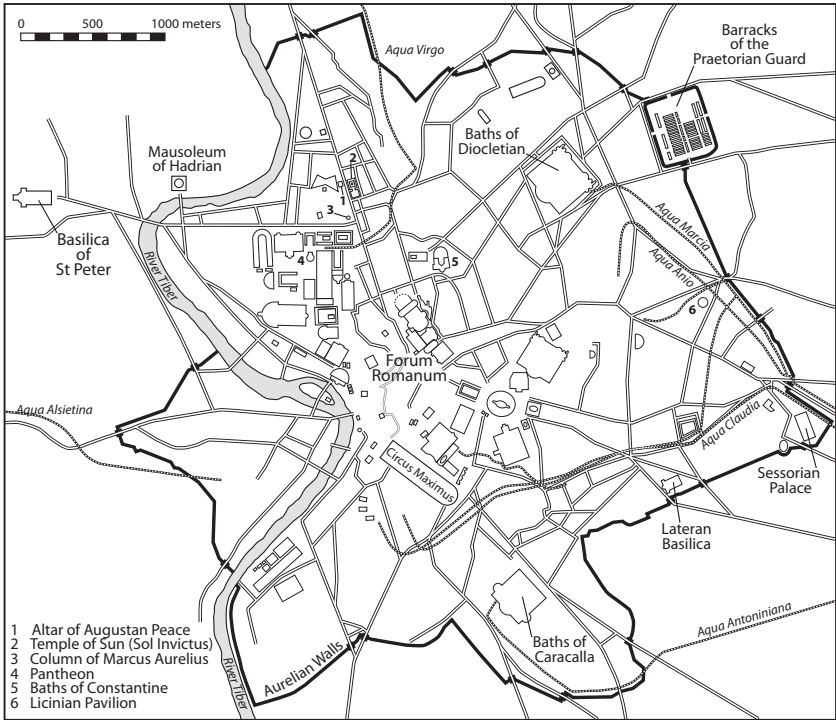 0 500 1000 meters
Aqua Virgo
Barracks
of the
Praetorian Guard
Baths of
Diocletian
Mausoleum
of Hadrian
2
1
3
Basilica
of
St Peter
River Tiber
4
5
Aqua Marcia
Aqua Anio
6
Forum
Romanum
Aqua Alsietina
Circus Maximus
Aqua Claudia
Sessorian
Palace
Lateran
Basilica
Aqua Antoniniana
Baths of
Caracalla
Aurelian Walls
River Tiber
1 Altar of Augustan Peace
2 Temple of Sun (Sol Invictus)
3 Column of Marcus Aurelius
4 Pantheon
5 Baths of Constantine
6 Licinian Pavilion